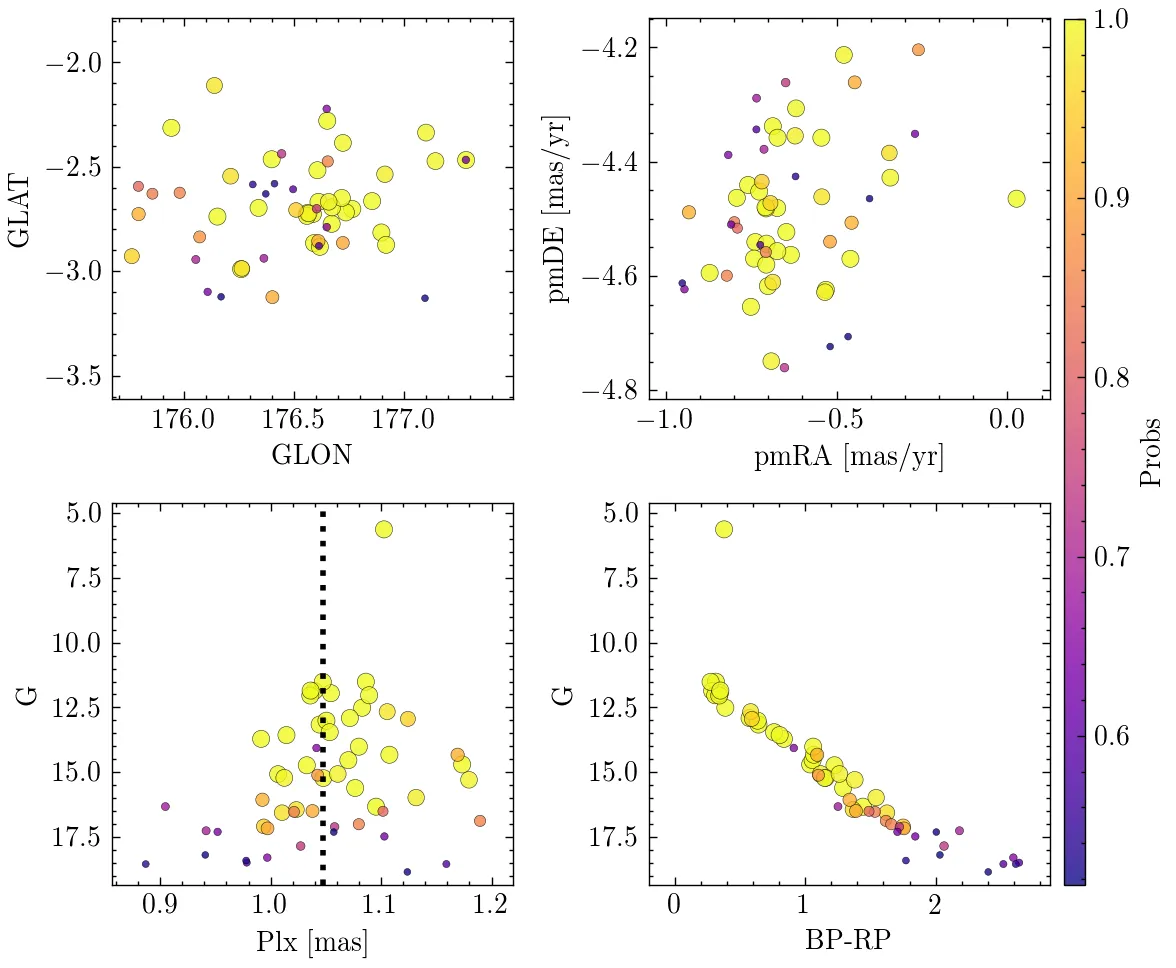 −2.0
−2.5
−3.0
−3.5
GLAT
176.0 176.5 177.0
GLON
−4.2
−4.4
−4.6
−4.8
pmDE [mas/yr]
−1.0 −0.5 0.0
pmRA [mas/yr]
5.0
7.5
10.0
12.5
15.0
17.5
G
0.9 1.0 1.1 1.2
Plx [mas]
5.0
7.5
10.0
12.5
15.0
17.5
G
0 1 2
BP-RP
1.0
0.9
0.8
0.7
0.6
Probs